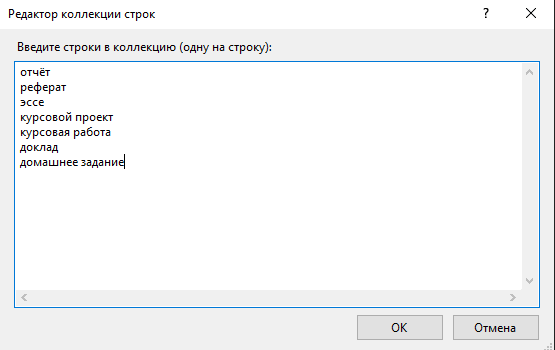 Редактор коллекции строк
?
Введите строки в коллекцию (одну на строку):
отчёт
реферат
эссе
курсовой проект
курсовая работа
доклад
домашнее задание
ОК
Отмена